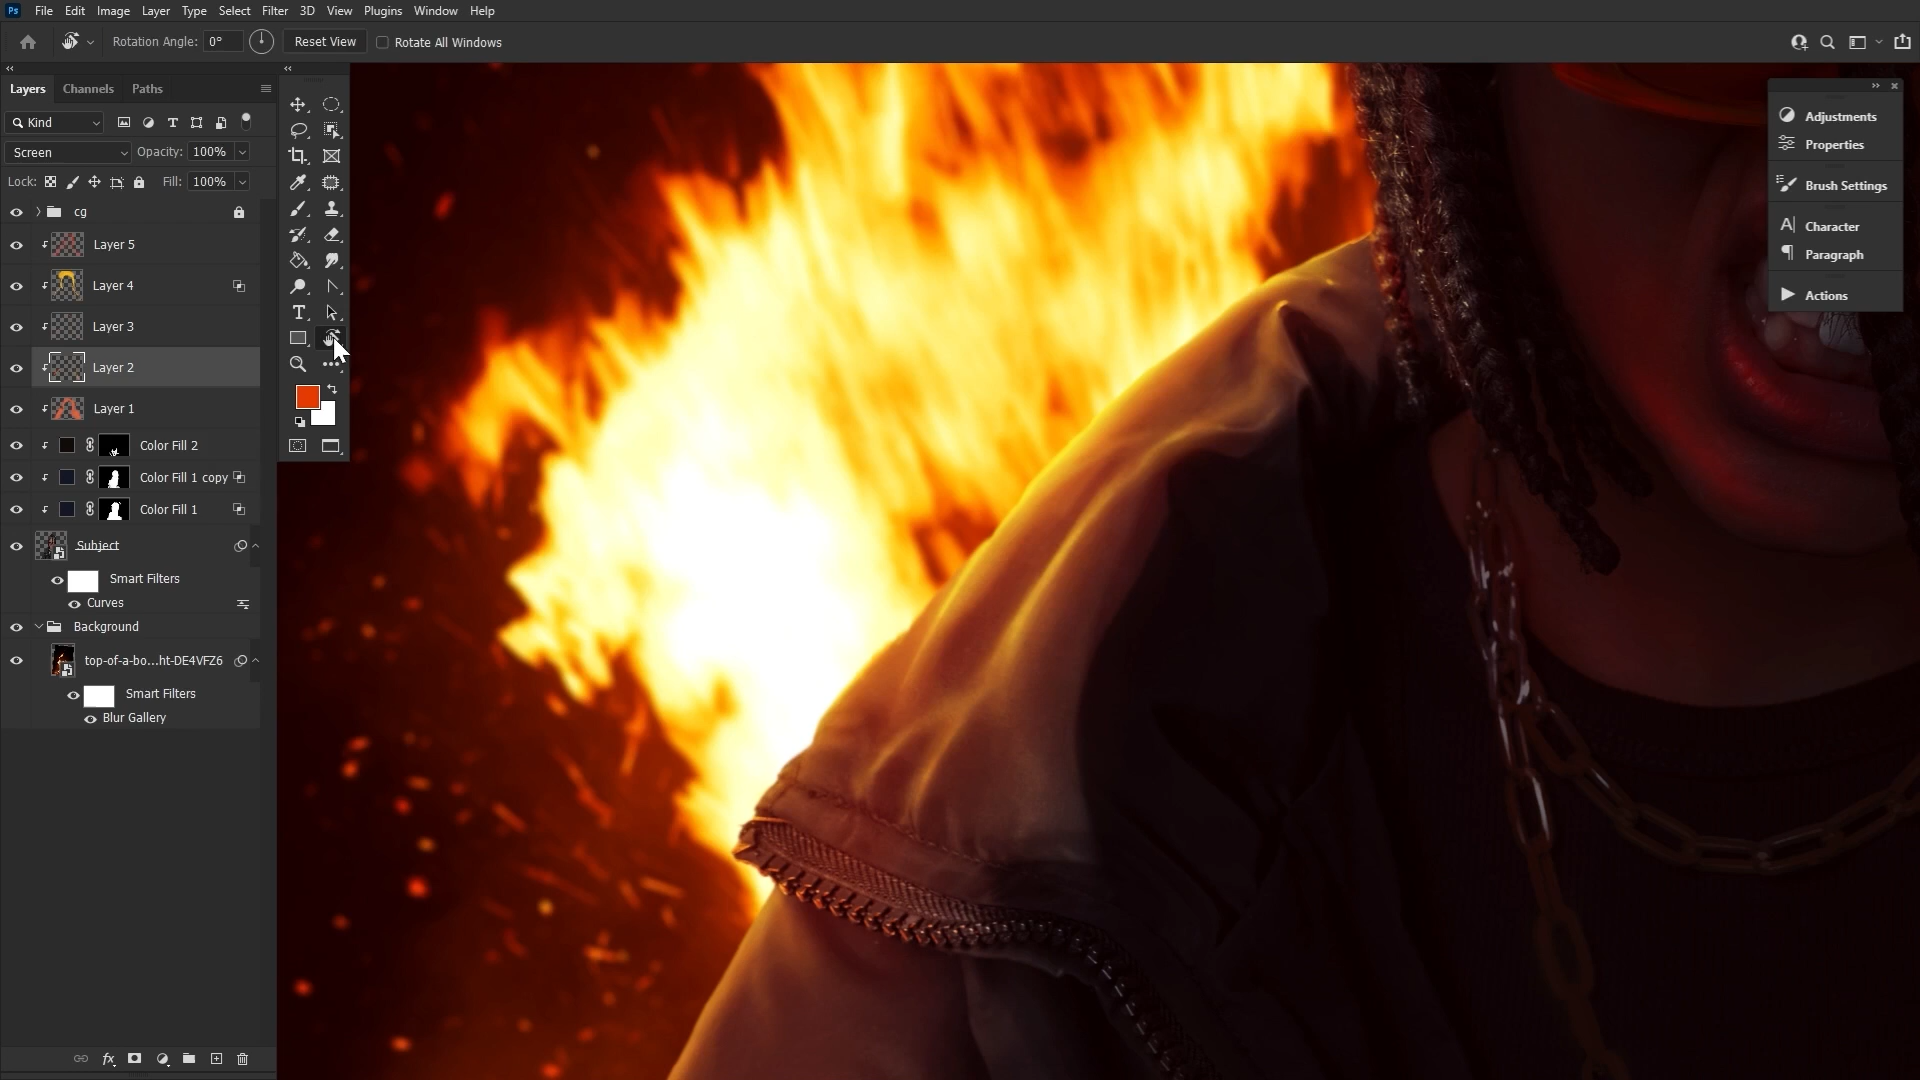 Ps File Edit Image Layer Type Select Filter 3D View Plugins Window Help
Rotation Angle: 0° Reset View Rotate All Windows
Layers Channels Paths
Kind
Screen Opacity: 100%
Lock: Fill: 100%
cg
Layer 5
Layer 4
Layer 3
Layer 2
Layer 1
Color Fill 2
Color Fill 1 copy
Color Fill 1
Subject
Smart Filters
Curves
Background
top-of-a-bo...ht-DE4VFZ6
Smart Filters
Blur Gallery
fx
Adjustments
Properties
Brush Settings
Character
Paragraph
Actions